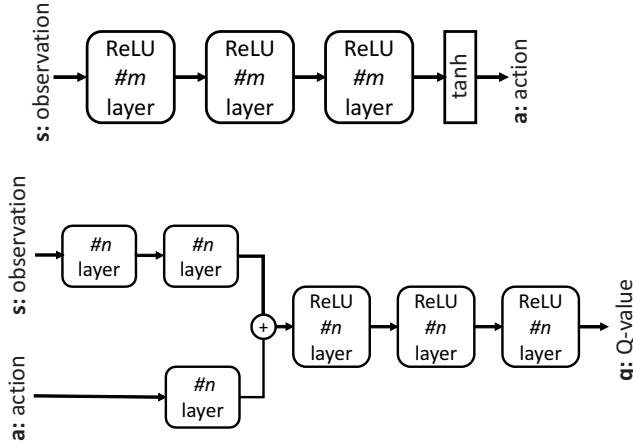 s: observation
ReLU
#m
layer
ReLU
#m
layer
ReLU
#m
layer
tanh
a: action
s: observation
#n
layer
#n
layer
a: action
#n
layer
+
ReLU
#n
layer
ReLU
#n
layer
ReLU
#n
layer
q: Q-value